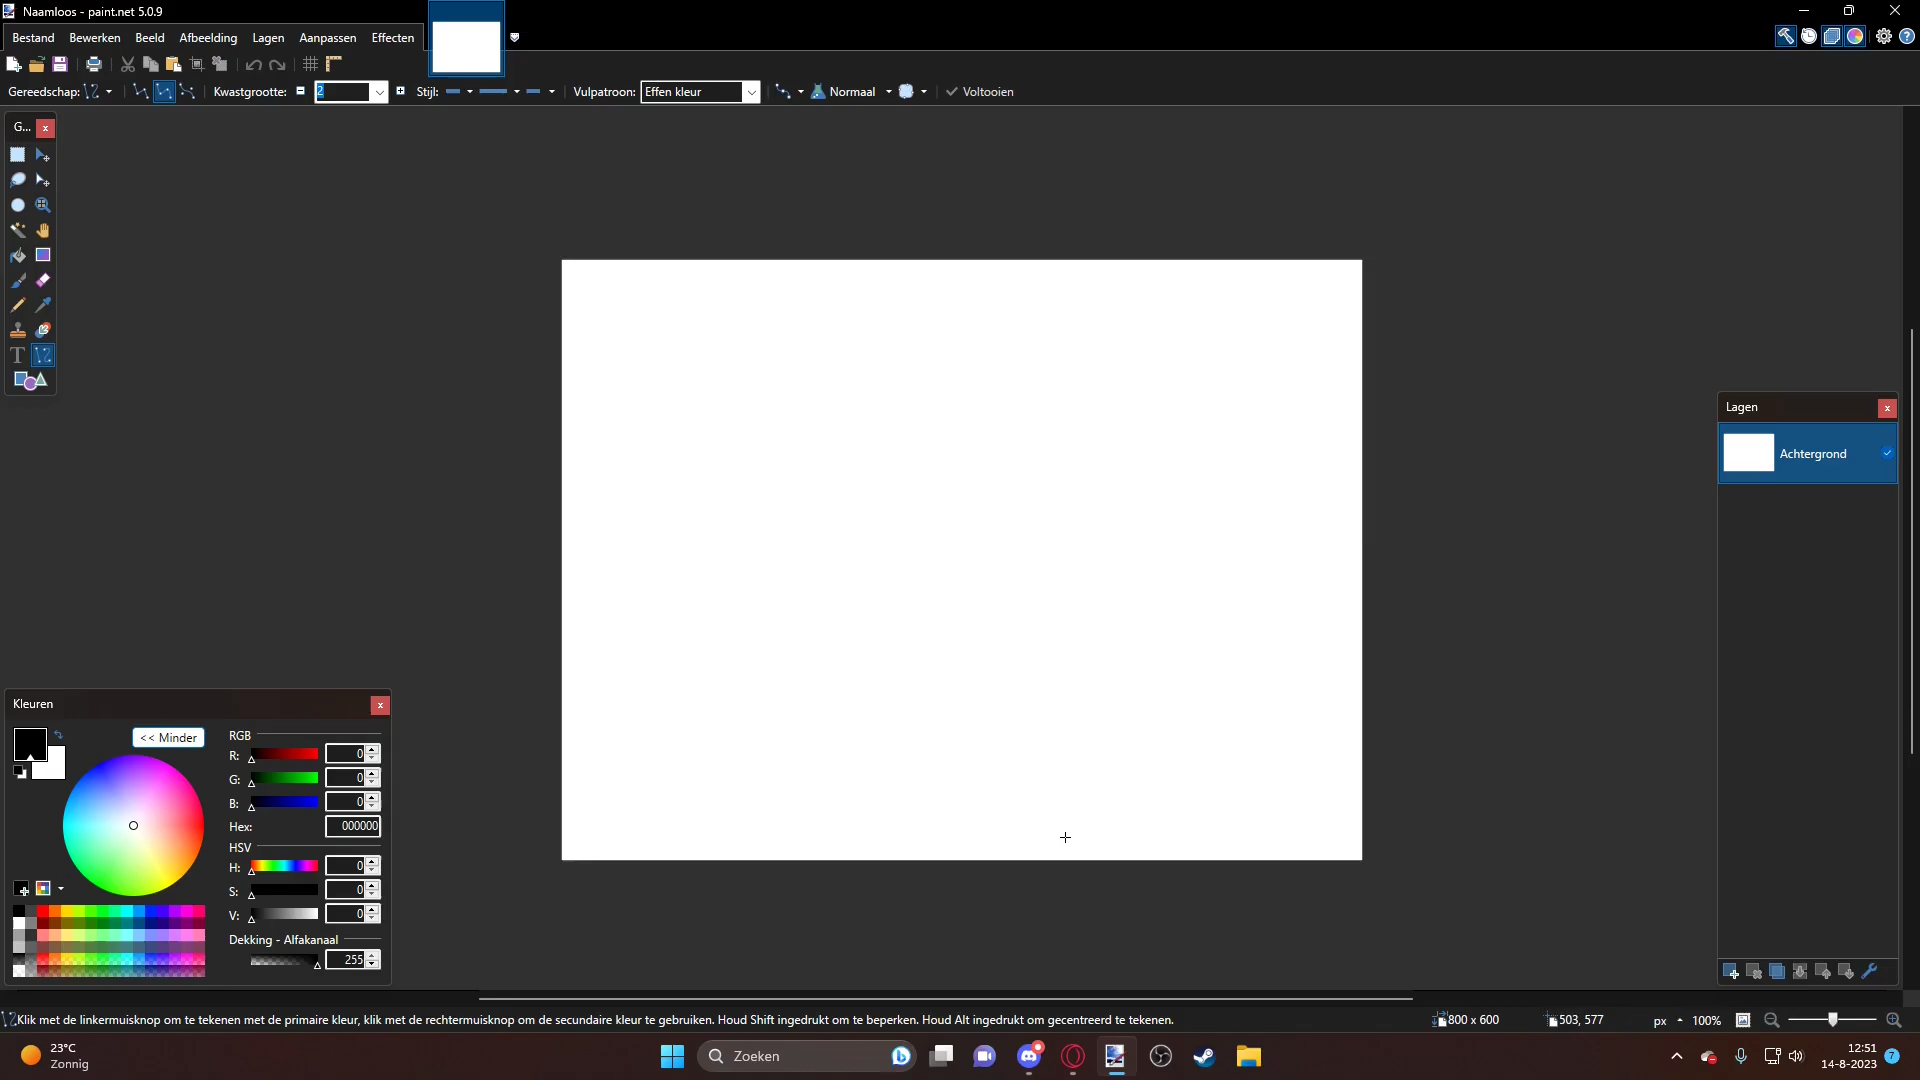 Naamloos - paint.net 5.0.9
Bestand Bewerken Beeld Afbeelding Lagen Aanpassen Effecten
Gereedschap: Kwastgrootte: 2 Stijl: Vulpatroon: Effen kleur Normaal Voltooien
G...
T
Lagen
Achtergrond
Kleuren
<< Minder
RGB
R: 0
G: 0
B: 0
Hex: 000000
HSV
H: 0
S: 0
V: 0
Dekking - Alfakanaal
255
Klik met de linkermuisknop om te tekenen met de primaire kleur, klik met de rechtermuisknop om de secundaire kleur te gebruiken. Houd Shift ingedrukt om te beperken. Houd Alt ingedrukt om gecentreerd te tekenen. 800 x 600 503, 577 px 100%
23°C
Zonnig
Zoeken
12:51
14-8-2023
7